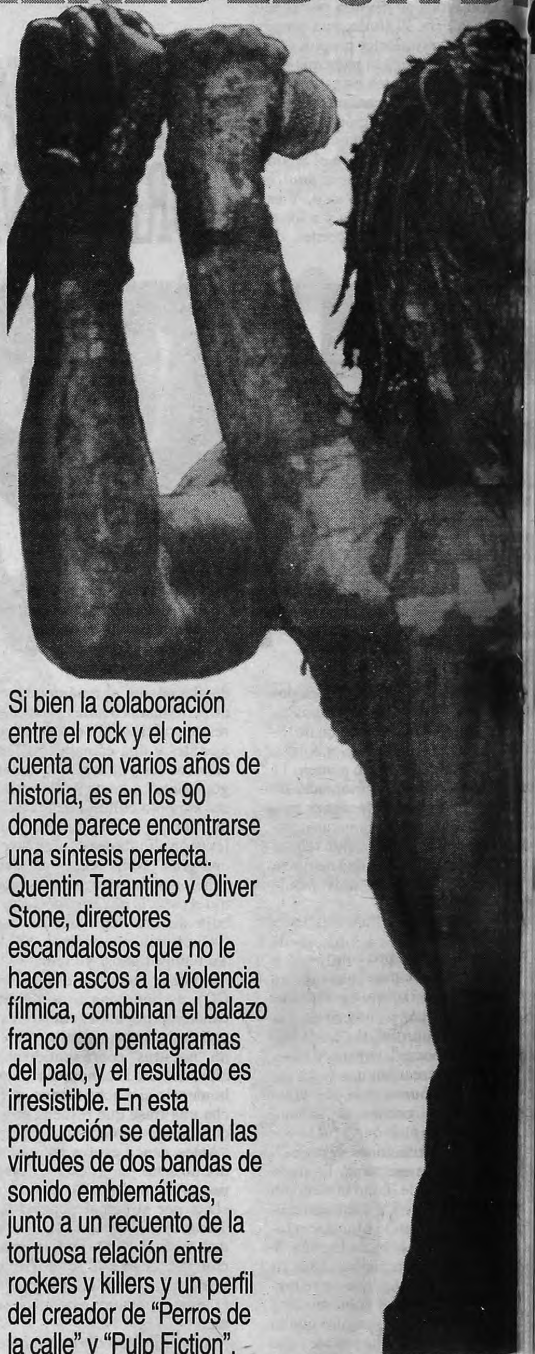 Si bien la colaboración
entre el rock y el cine
cuenta con varios años de
historia, es en los 90
donde parece encontrarse
una síntesis perfecta.
Quentin Tarantino y Oliver
Stone, directores
escandalosos que no le
hacen ascos a la violencia
fílmica, combinan el balazo
franco con pentagramas
del palo, y el resultado es
irresistible. En esta
producción se detallan las
virtudes de dos bandas de
sonido emblemáticas,
junto a un recuento de la
tortuosa relación entre
rockers y killers y un perfil
del creador de “Perros de
la calle” y “Pulp Fiction”.